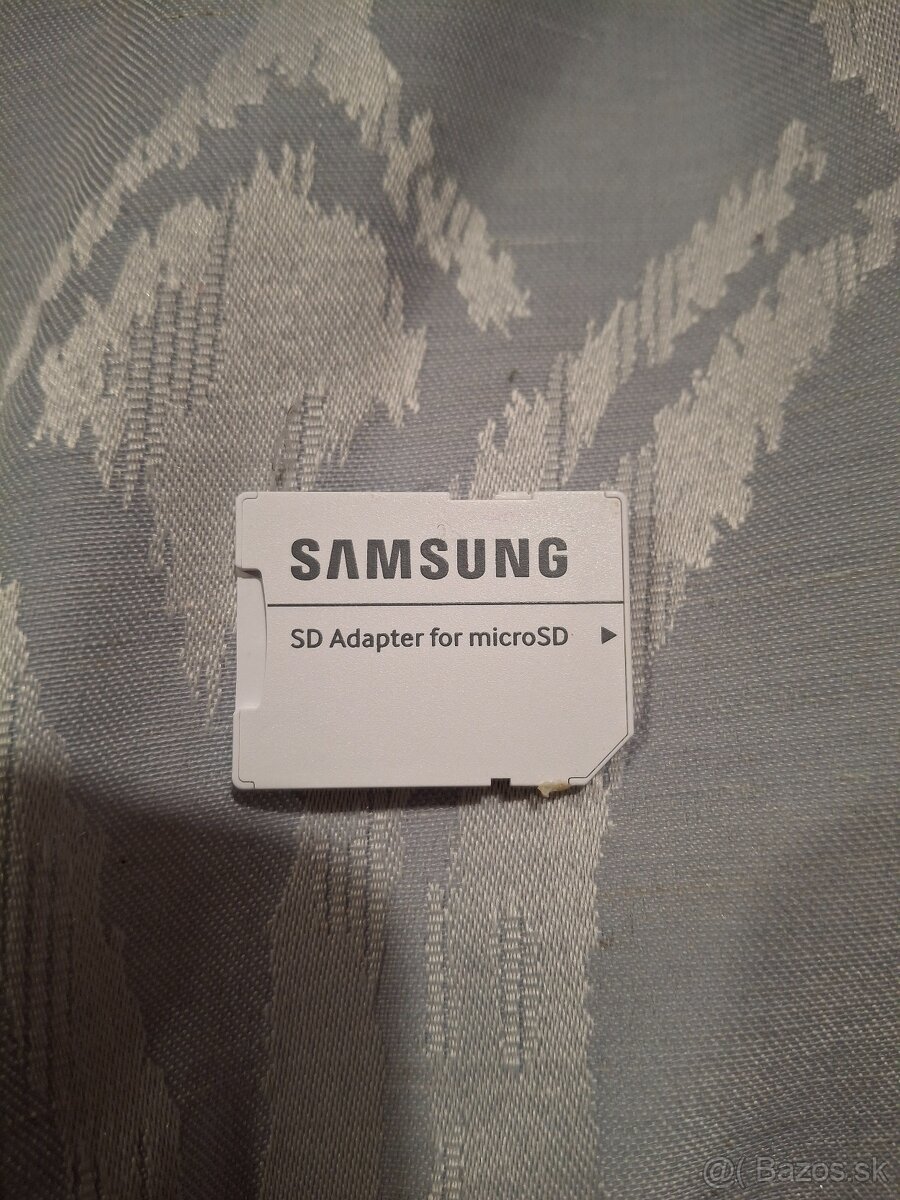 SAMSUNG
SD Adapter for microSD
@( Bazos.sk